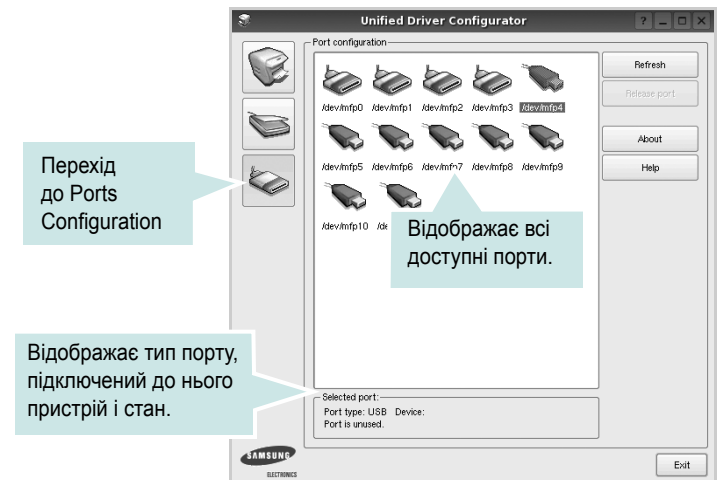 Unified Driver Configurator
Port configuration
/dev/mfp0 /dev/mfp1 /dev/mfp2 /dev/mfp3 /dev/mfp4
/dev/mfp5 /dev/mfp6 /dev/mfp7 /dev/mfp8 /dev/mfp9
/dev/mfp10
Refresh
Release port
About
Help
Перехід
до Ports
Configuration
Відображає всі
доступні порти.
Відображає тип порту,
підключений до нього
пристрій і стан.
Selected port:
Port type: USB Device:
Port is unused.
SAMSUNG
ELECTRONICS
Exit